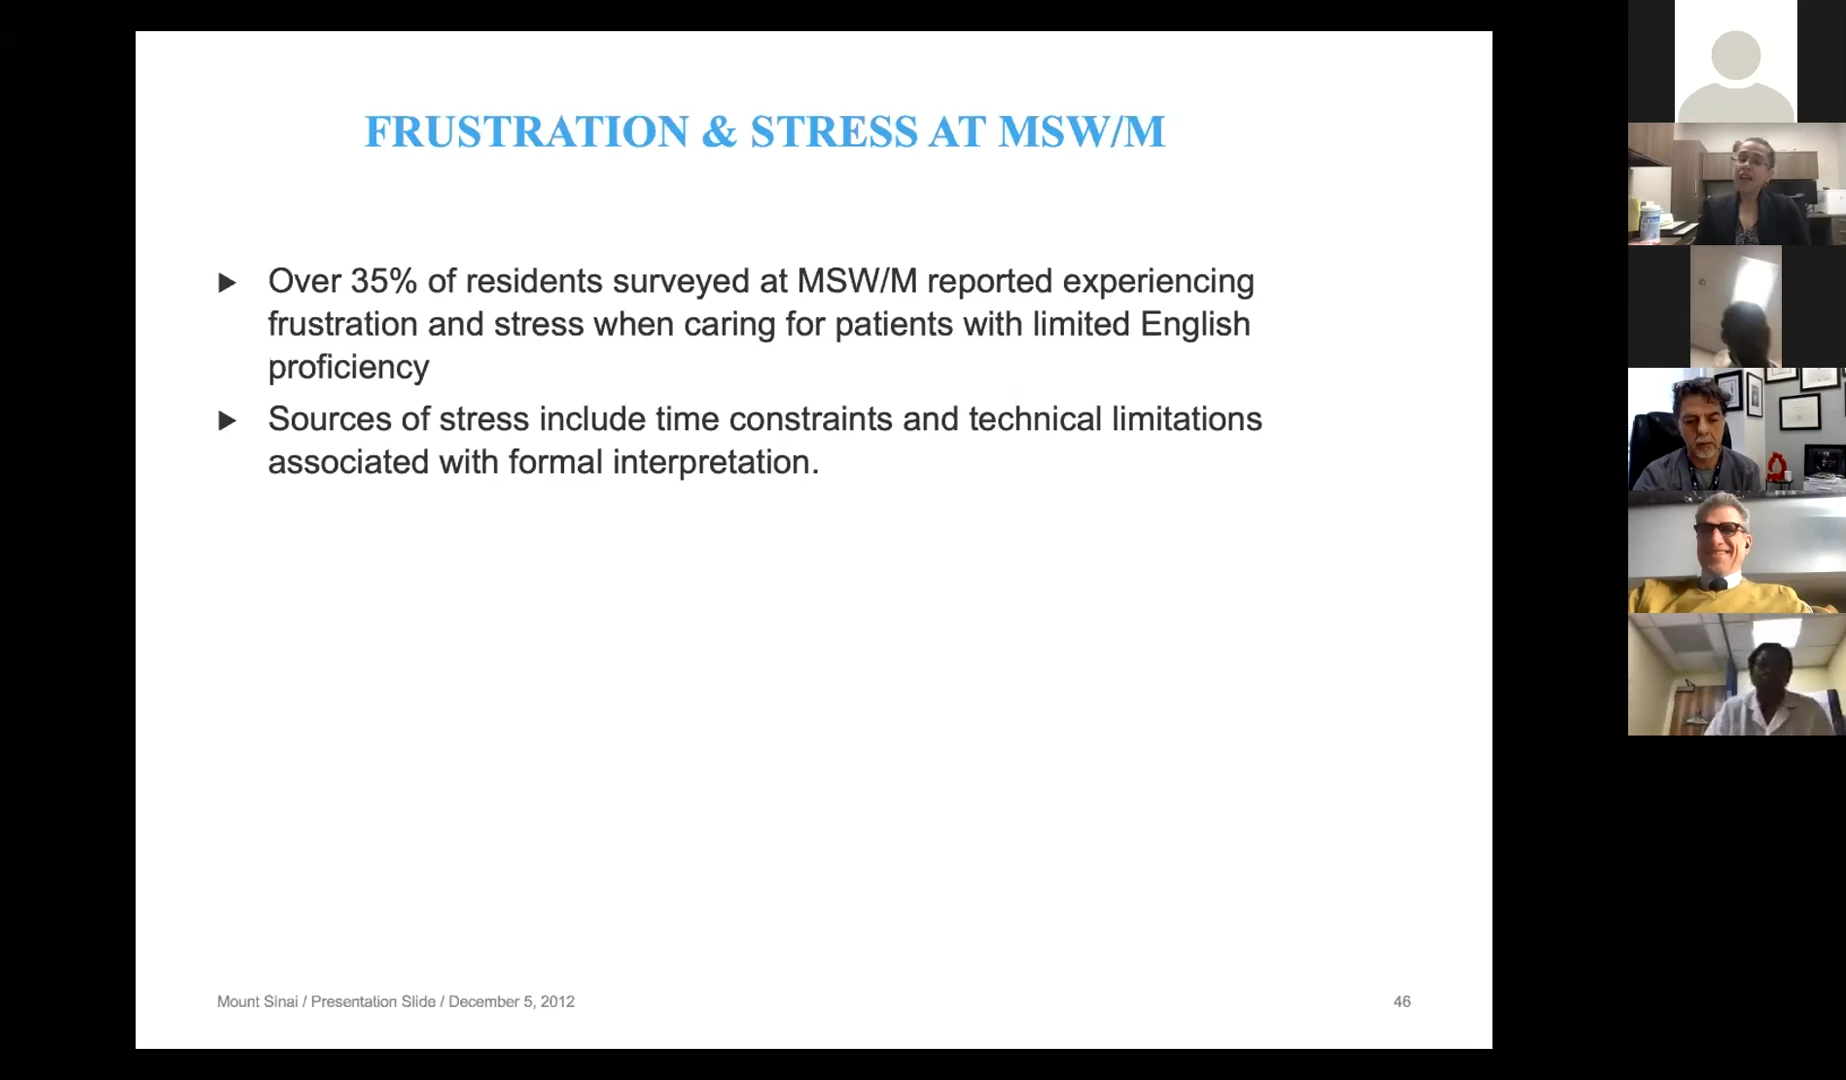 FRUSTRATION & STRESS AT MSW/M
▶ Over 35% of residents surveyed at MSW/M reported experiencing
frustration and stress when caring for patients with limited English
proficiency
▶ Sources of stress include time constraints and technical limitations
associated with formal interpretation.
Mount Sinai / Presentation Slide / December 5, 2012
46